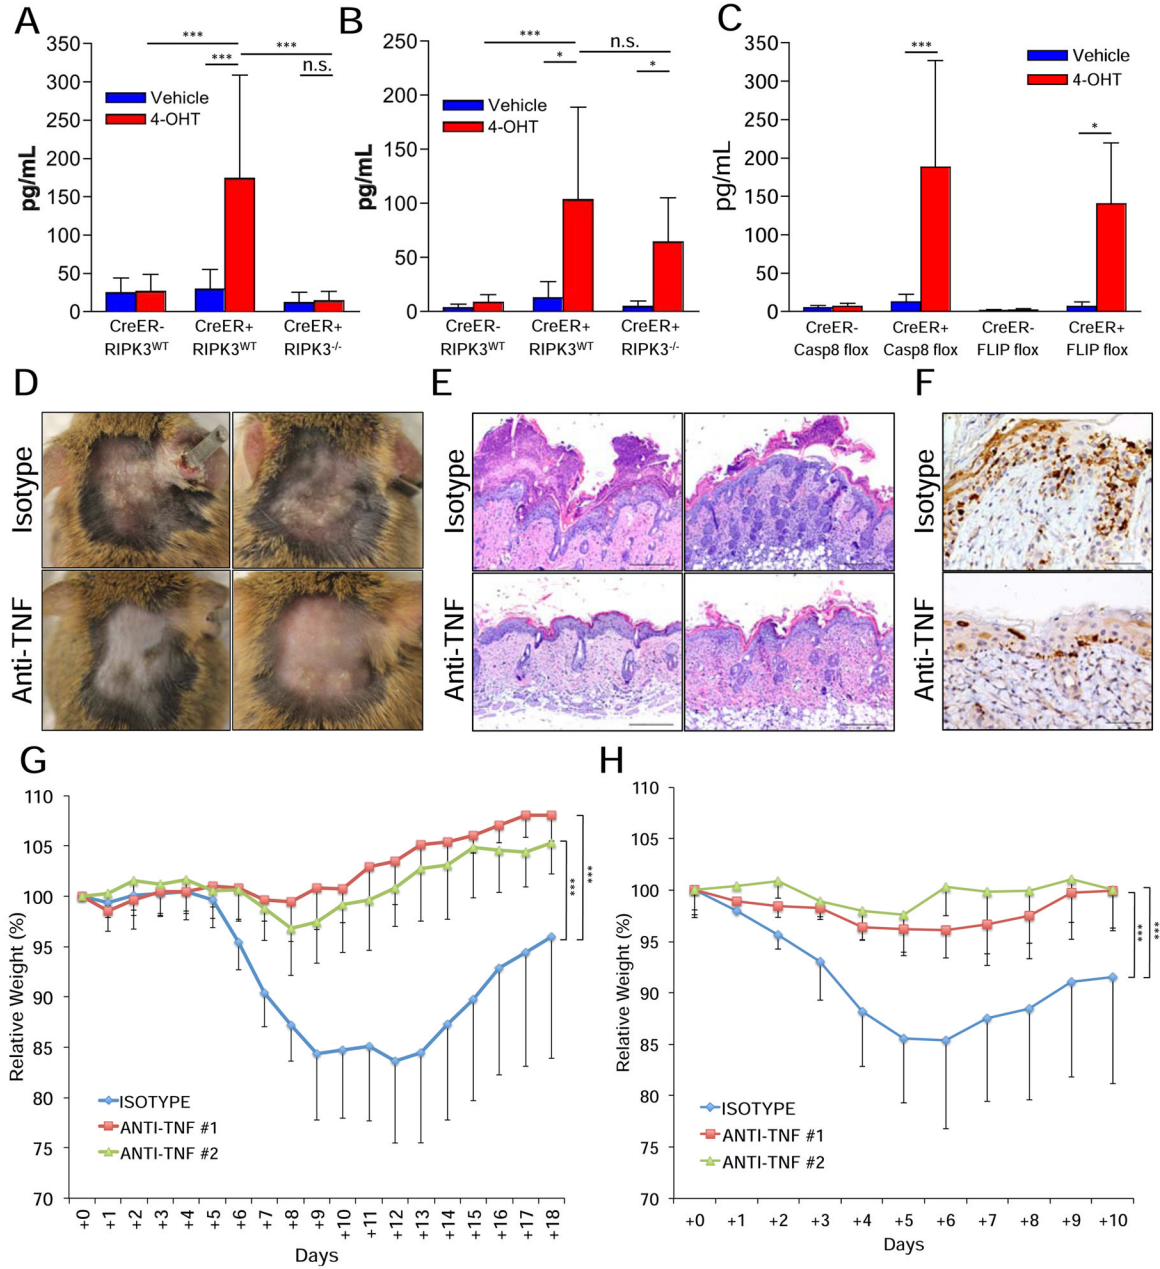 A
350
300
250
200
150
100
50
0
pg/mL
Vehicle
4-OHT
***
***
***
n.s.
CreER-
RIPK3WT
CreER+
RIPK3WT
CreER+
RIPK3-/-
B
250
200
150
100
50
0
pg/mL
Vehicle
4-OHT
***
*
n.s.
*
CreER-
RIPK3WT
CreER+
RIPK3WT
CreER+
RIPK3-/-
C
350
300
250
200
150
100
50
0
pg/mL
Vehicle
4-OHT
***
*
CreER-
Casp8 flox
CreER+
Casp8 flox
CreER-
FLIP flox
CreER+
FLIP flox
D
Isotype
Anti-TNF
E
Isotype
Anti-TNF
F
Isotype
Anti-TNF
G
110
105
100
95
90
85
80
75
70
Relative Weight (%)
ISOTYPE
ANTI-TNF #1
ANTI-TNF #2
***
***
+0
+1
+2
+3
+4
+5
+6
+7
+8
+9
+10
+11
+12
+13
+14
+15
+16
+17
+18
Days
H
110
105
100
95
90
85
80
75
70
Relative Weight (%)
ISOTYPE
ANTI-TNF #1
ANTI-TNF #2
***
***
+0
+1
+2
+3
+4
+5
+6
+7
+8
+9
+10
Days